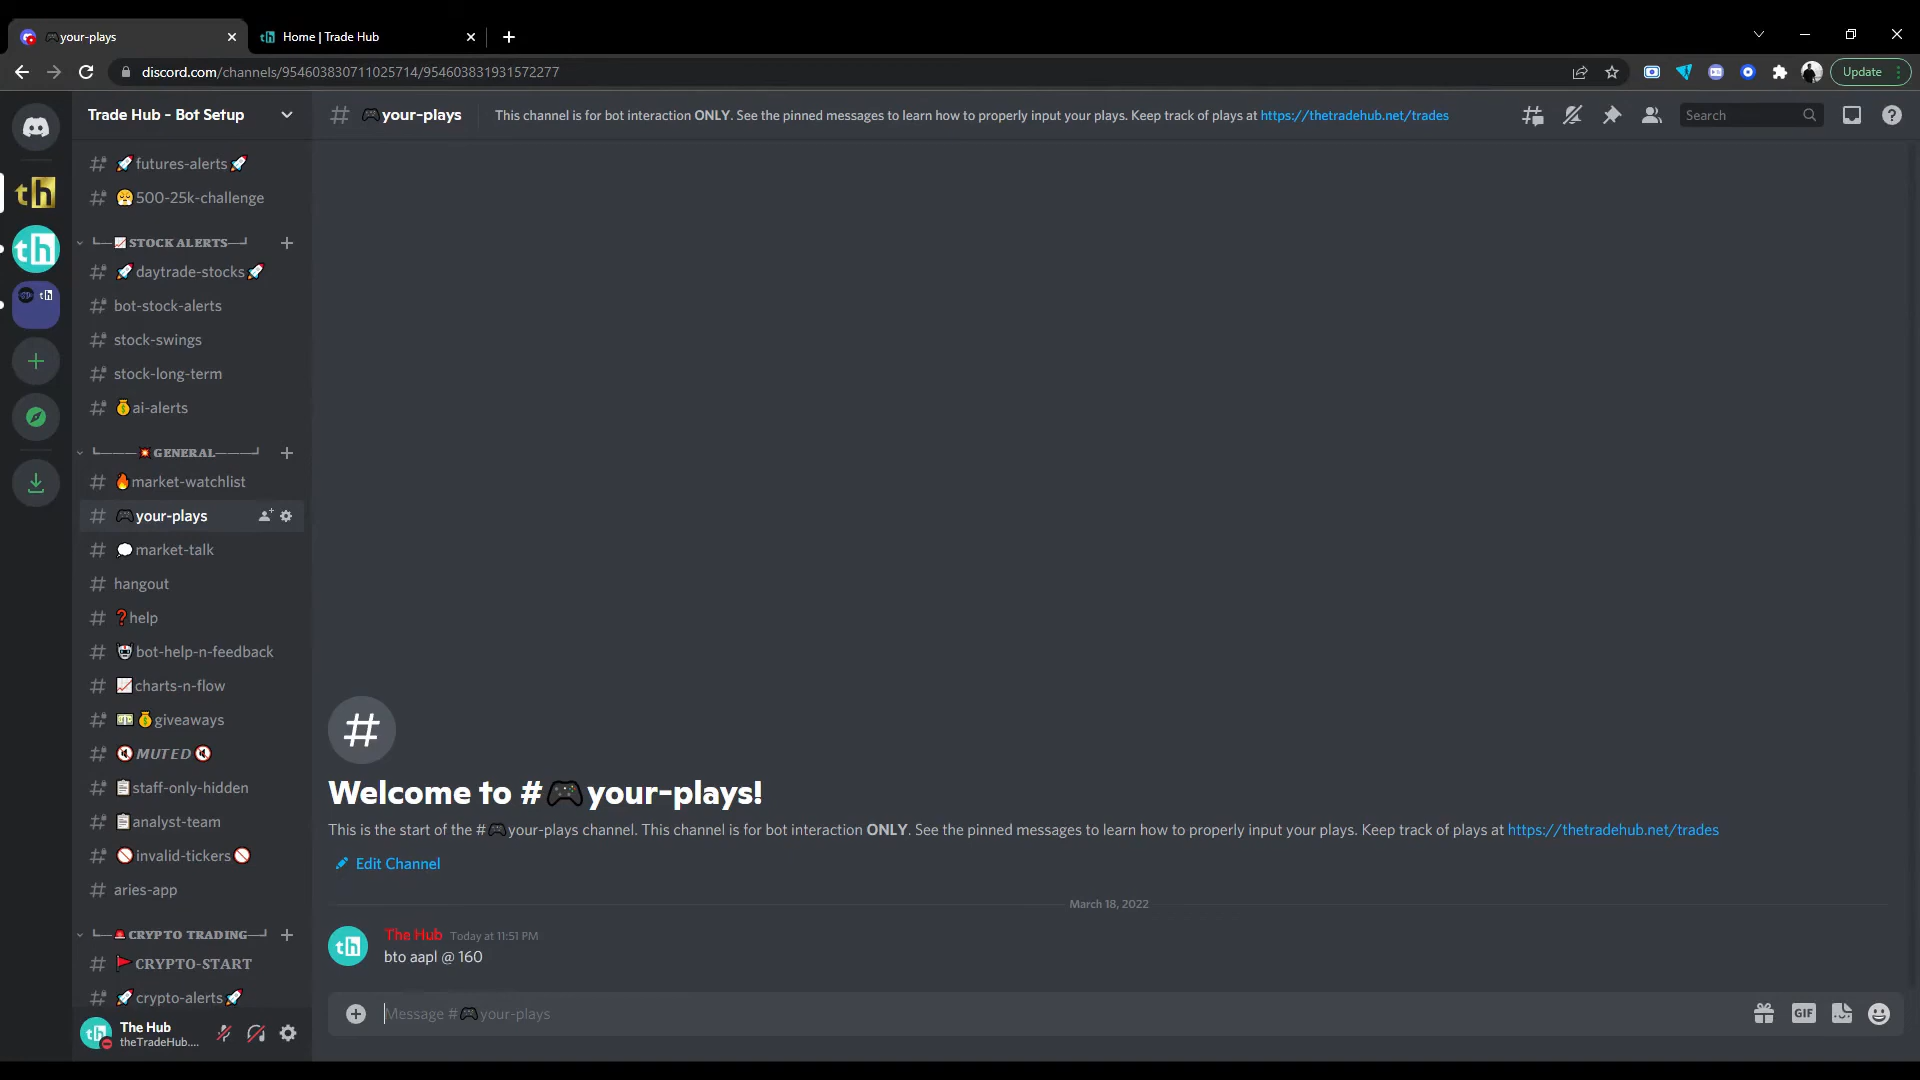 your-plays
Home | Trade Hub
discord.com/channels/954603830711025714/954603831931572277
Update
Trade Hub - Bot Setup
your-plays
This channel is for bot interaction ONLY. See the pinned messages to learn how to properly input your plays. Keep track of plays at https://thetradehub.net/trades
Search
futures-alerts
500-25k-challenge
STOCK ALERTS
daytrade-stocks
bot-stock-alerts
stock-swings
stock-long-term
ai-alerts
GENERAL
market-watchlist
your-plays
market-talk
hangout
help
bot-help-n-feedback
charts-n-flow
giveaways
MUTED
staff-only-hidden
analyst-team
invalid-tickers
aries-app
CRYPTO TRADING
CRYPTO-START
crypto-alerts
The Hub
theTradeHub....
th
th
th
Welcome to #your-plays!
This is the start of the #your-plays channel. This channel is for bot interaction ONLY. See the pinned messages to learn how to properly input your plays. Keep track of plays at https://thetradehub.net/trades
Edit Channel
March 18, 2022
th
The Hub Today at 11:51 PM
bto aapl @ 160
Message #your-plays
GIF